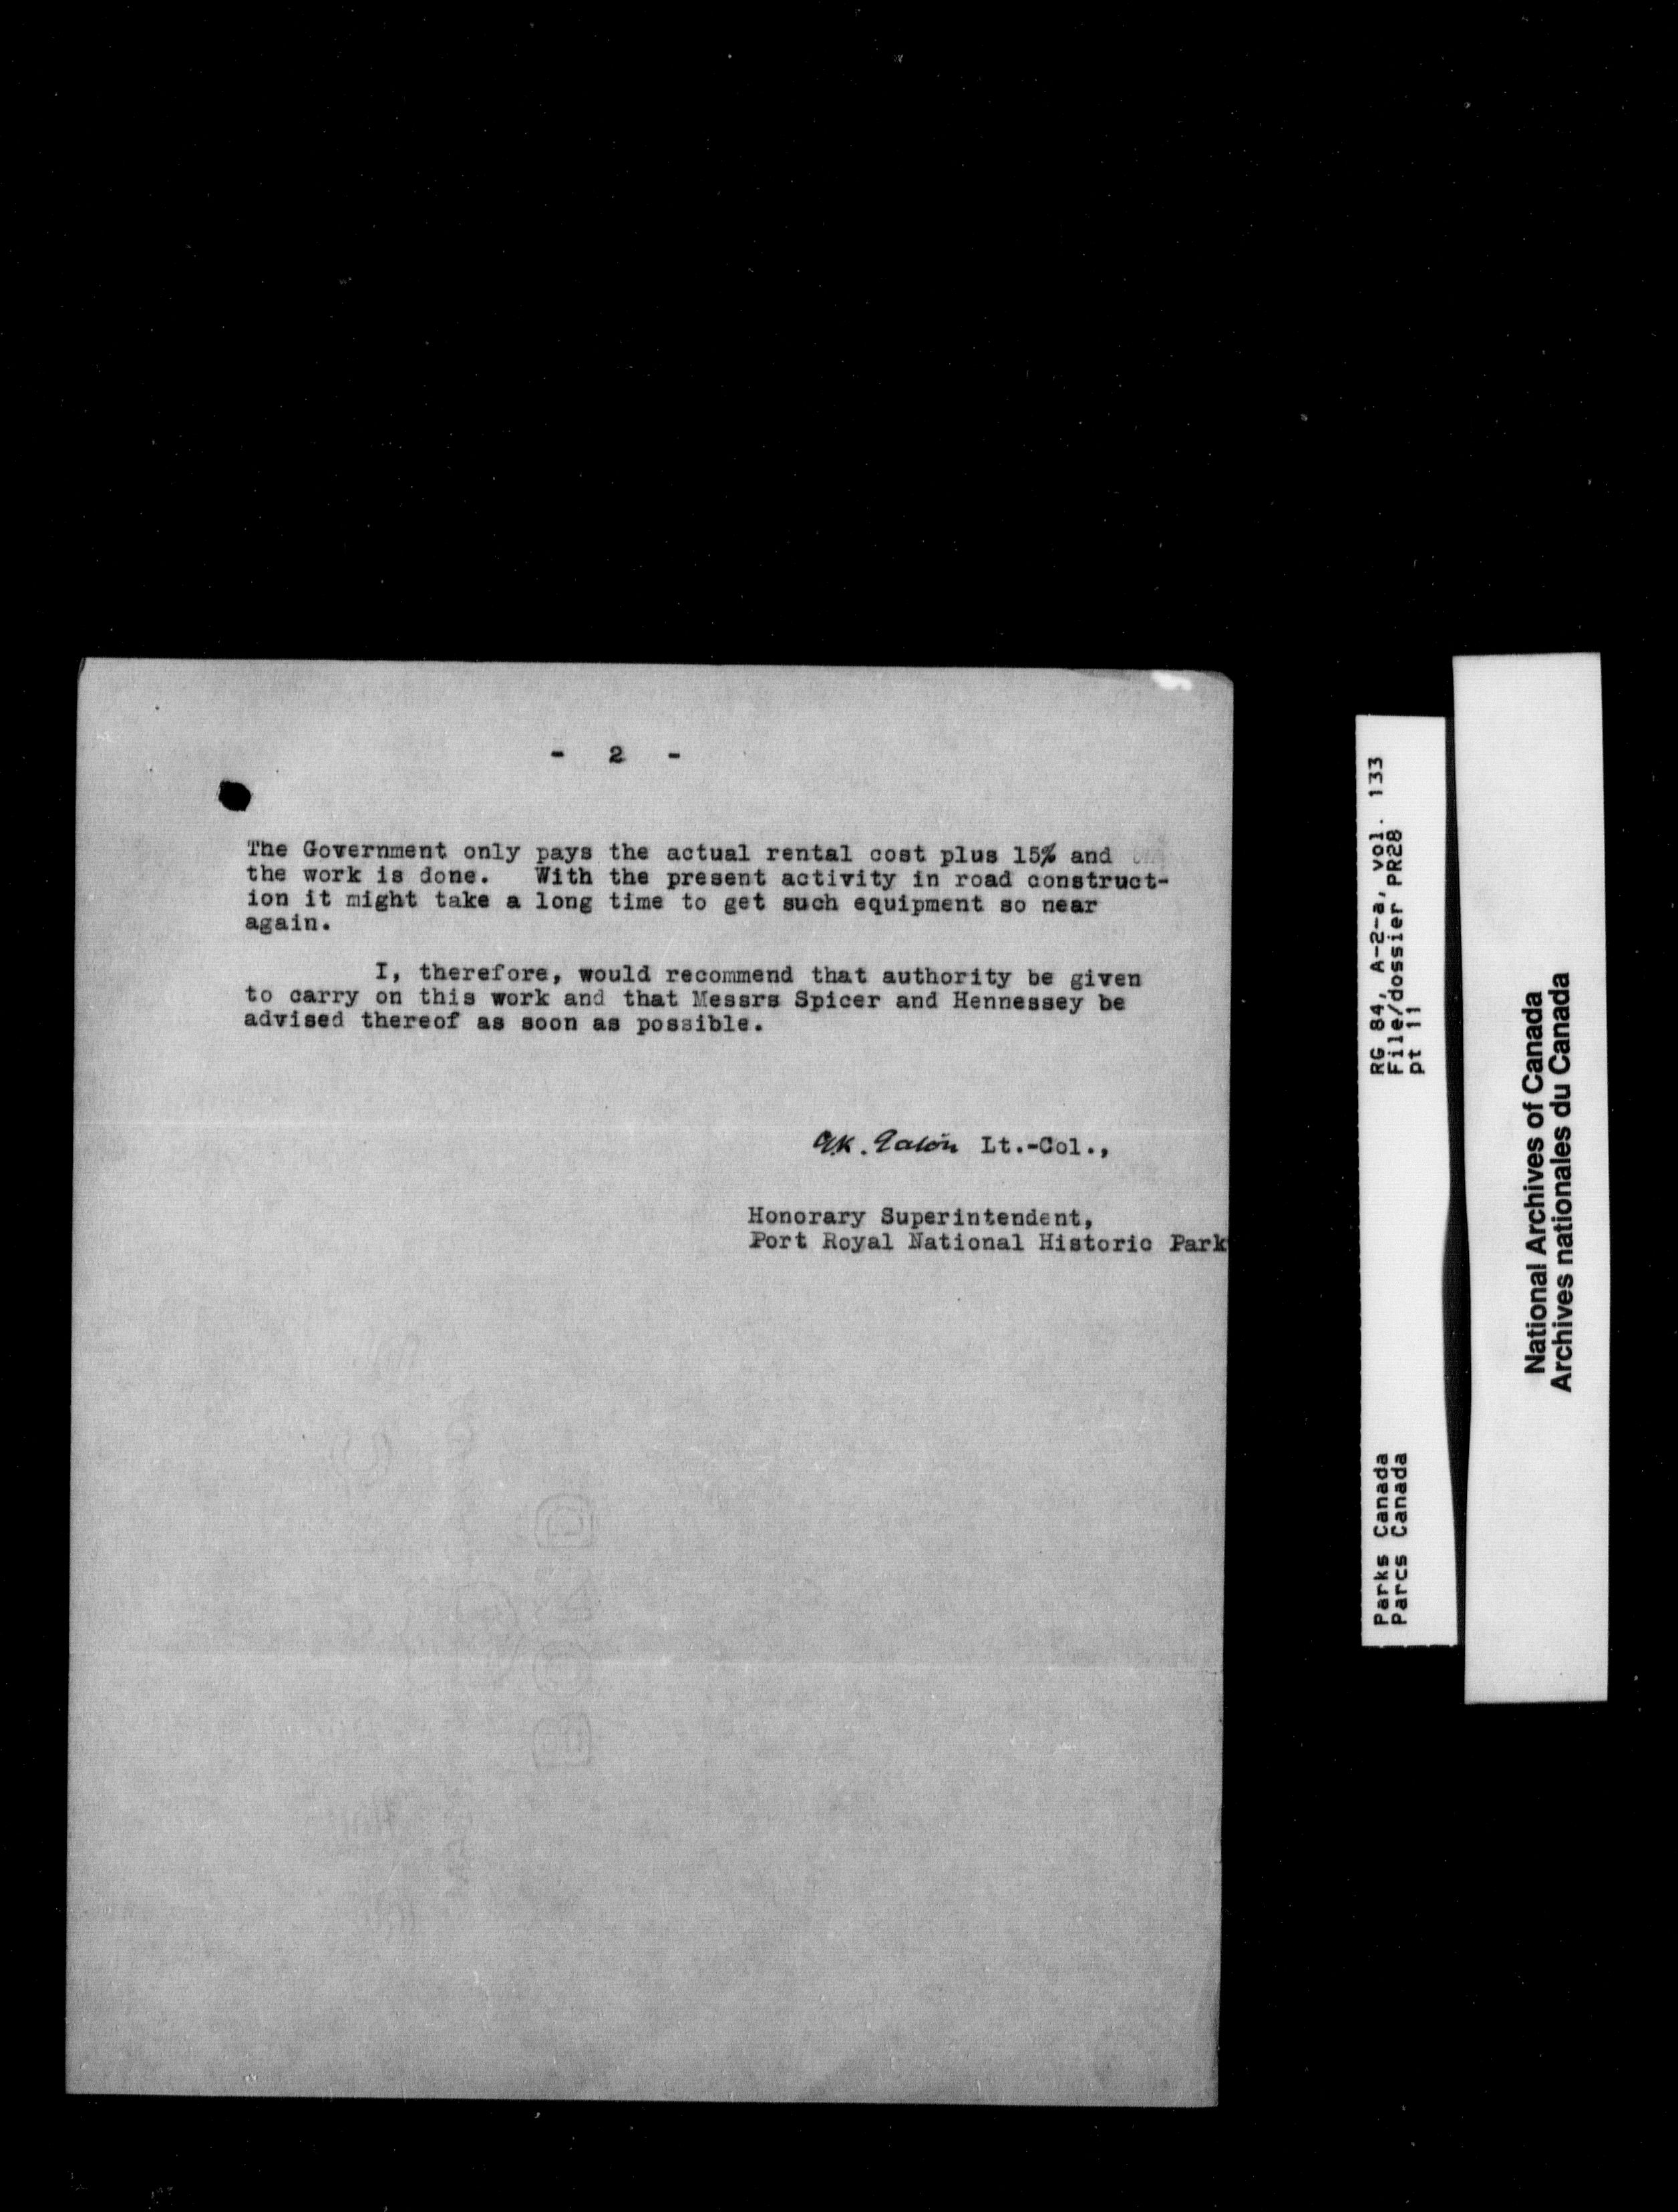 - 2 -
The Government only pays the actual rental cost plus 15% and
the work is done. With the present activity in road construct-
ion it might take a long time to get such equipment so near
again.
I, therefore, would recommend that authority be given
to carry on this work and that Messrs Spicer and Hennessey be
advised thereof as soon as possible.
Lt.-Col.,
Honorary Superintendent,
Port Royal National Historic Park
RG 84, A-2-a, vol. 133
File/dossier PR28
pt 11
Parks Canada
Parcs Canada
National Archives of Canada
Archives nationales du Canada